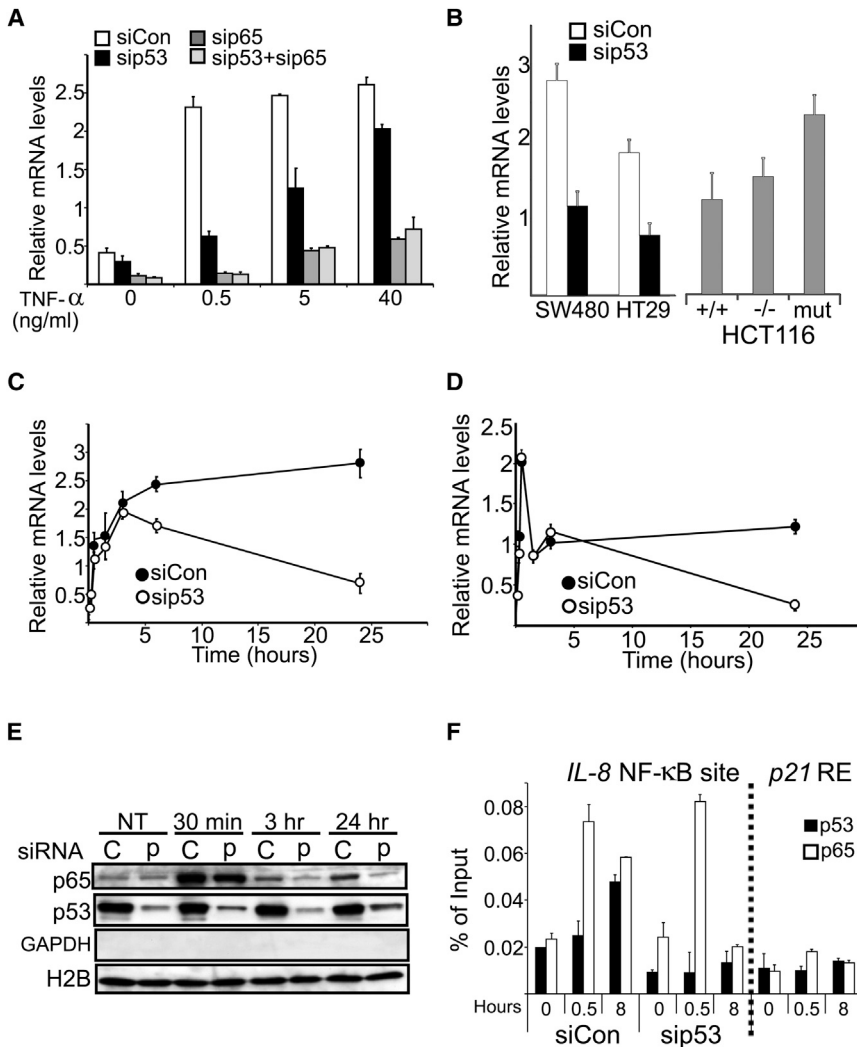 A
siCon
sip65
sip53
sip53+sip65
Relative mRNA levels
2.5
2
1.5
1
0.5
TNF-α
(ng/ml)
0
0.5
5
40
B
siCon
sip53
Relative mRNA levels
3
2
1
SW480
HT29
+/+
-/-
mut
HCT116
C
Relative mRNA levels
3
2.5
2
1.5
1
0.5
siCon
sip53
5
10
15
20
25
Time (hours)
D
Relative mRNA levels
2.5
2
1.5
1
0.5
siCon
sip53
5
10
15
20
25
Time (hours)
E
NT
30 min
3 hr
24 hr
siRNA
C p C p C p C p
p65
p53
GAPDH
H2B
F
IL-8 NF-κB site
p21 RE
p53
p65
% of Input
0.08
0.06
0.04
0.02
Hours
0 0.5 8 0 0.5 8 0 0.5 8
siCon
sip53